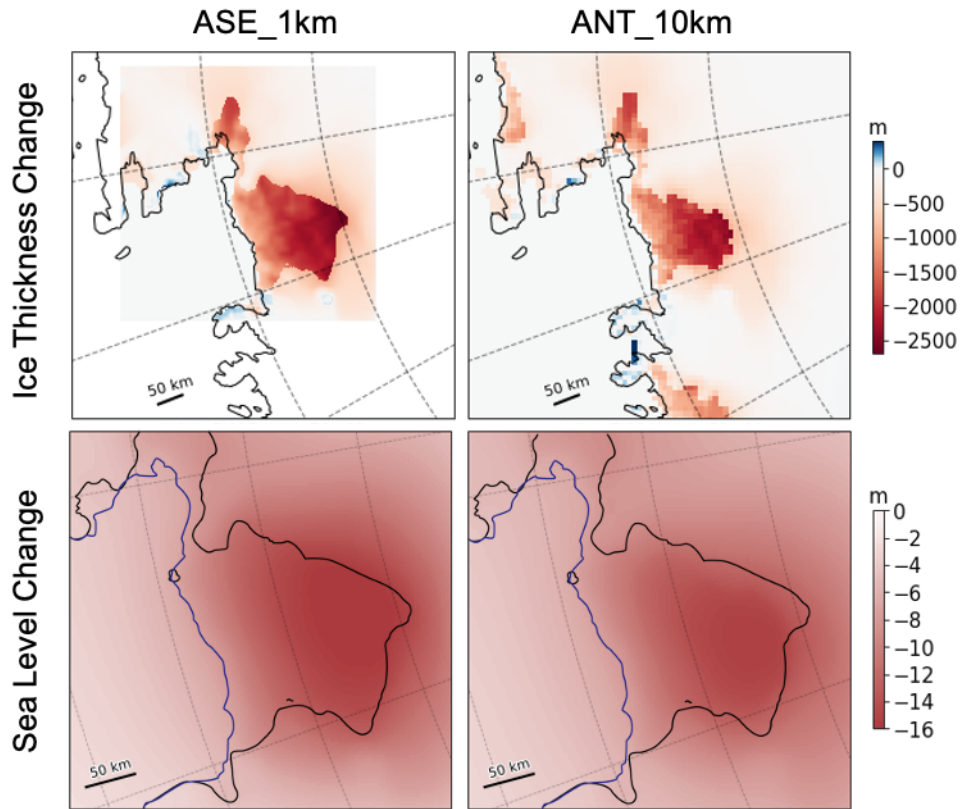 ASE_1km
ANT_10km
Ice Thickness Change
m
0
−500
−1000
−1500
−2000
−2500
50 km
50 km
Sea Level Change
m
0
−2
−4
−6
−8
−10
−12
−14
−16
50 km
50 km